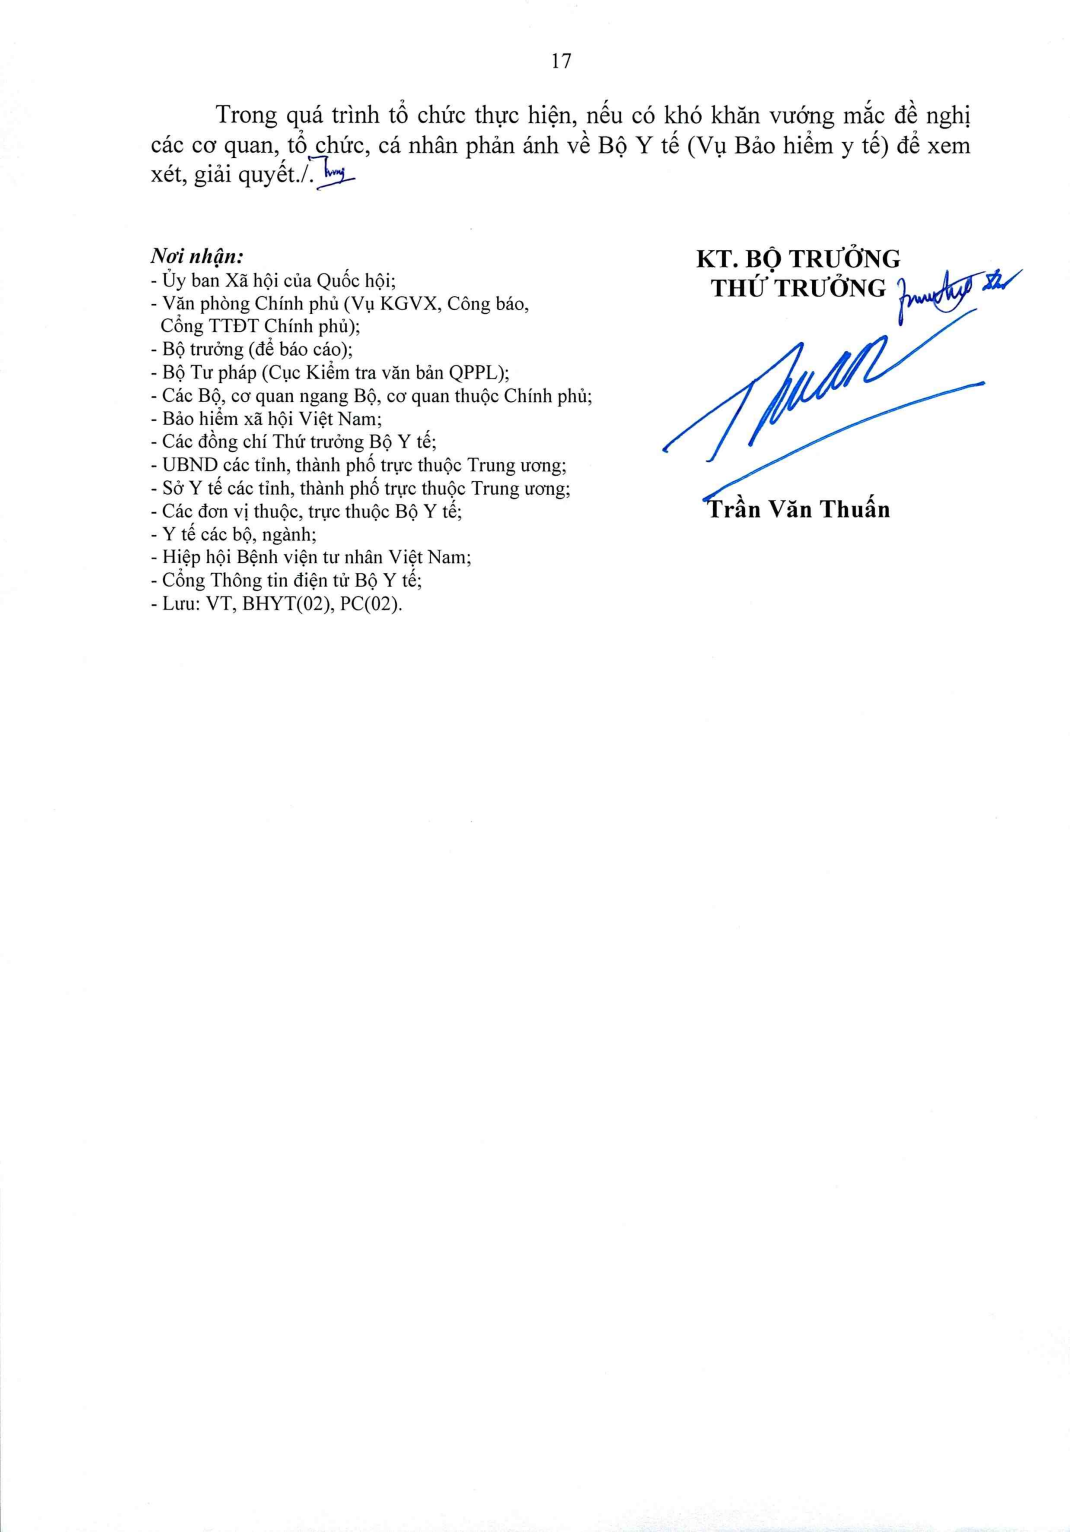 17
Trong quá trình tổ chức thực hiện, nếu có khó khăn vướng mắc đề nghị
các cơ quan, tổ chức, cá nhân phản ánh về Bộ Y tế (Vụ Bảo hiểm y tế) để xem
xét, giải quyết./.
Nơi nhận:
- Ủy ban Xã hội của Quốc hội;
- Văn phòng Chính phủ (Vụ KGVX, Công báo,
Cổng TTĐT Chính phủ);
- Bộ trưởng (để báo cáo);
- Bộ Tư pháp (Cục Kiểm tra văn bản QPPL);
- Các Bộ, cơ quan ngang Bộ, cơ quan thuộc Chính phủ;
- Bảo hiểm xã hội Việt Nam;
- Các đồng chí Thứ trưởng Bộ Y tế;
- UBND các tỉnh, thành phố trực thuộc Trung ương;
- Sở Y tế các tỉnh, thành phố trực thuộc Trung ương;
- Các đơn vị thuộc, trực thuộc Bộ Y tế;
- Y tế các bộ, ngành;
- Hiệp hội Bệnh viện tư nhân Việt Nam;
- Cổng Thông tin điện tử Bộ Y tế;
- Lưu: VT, BHYT(02), PC(02).
KT. BỘ TRƯỞNG
THỨ TRƯỞNG
Thuan
Trần Văn Thuấn